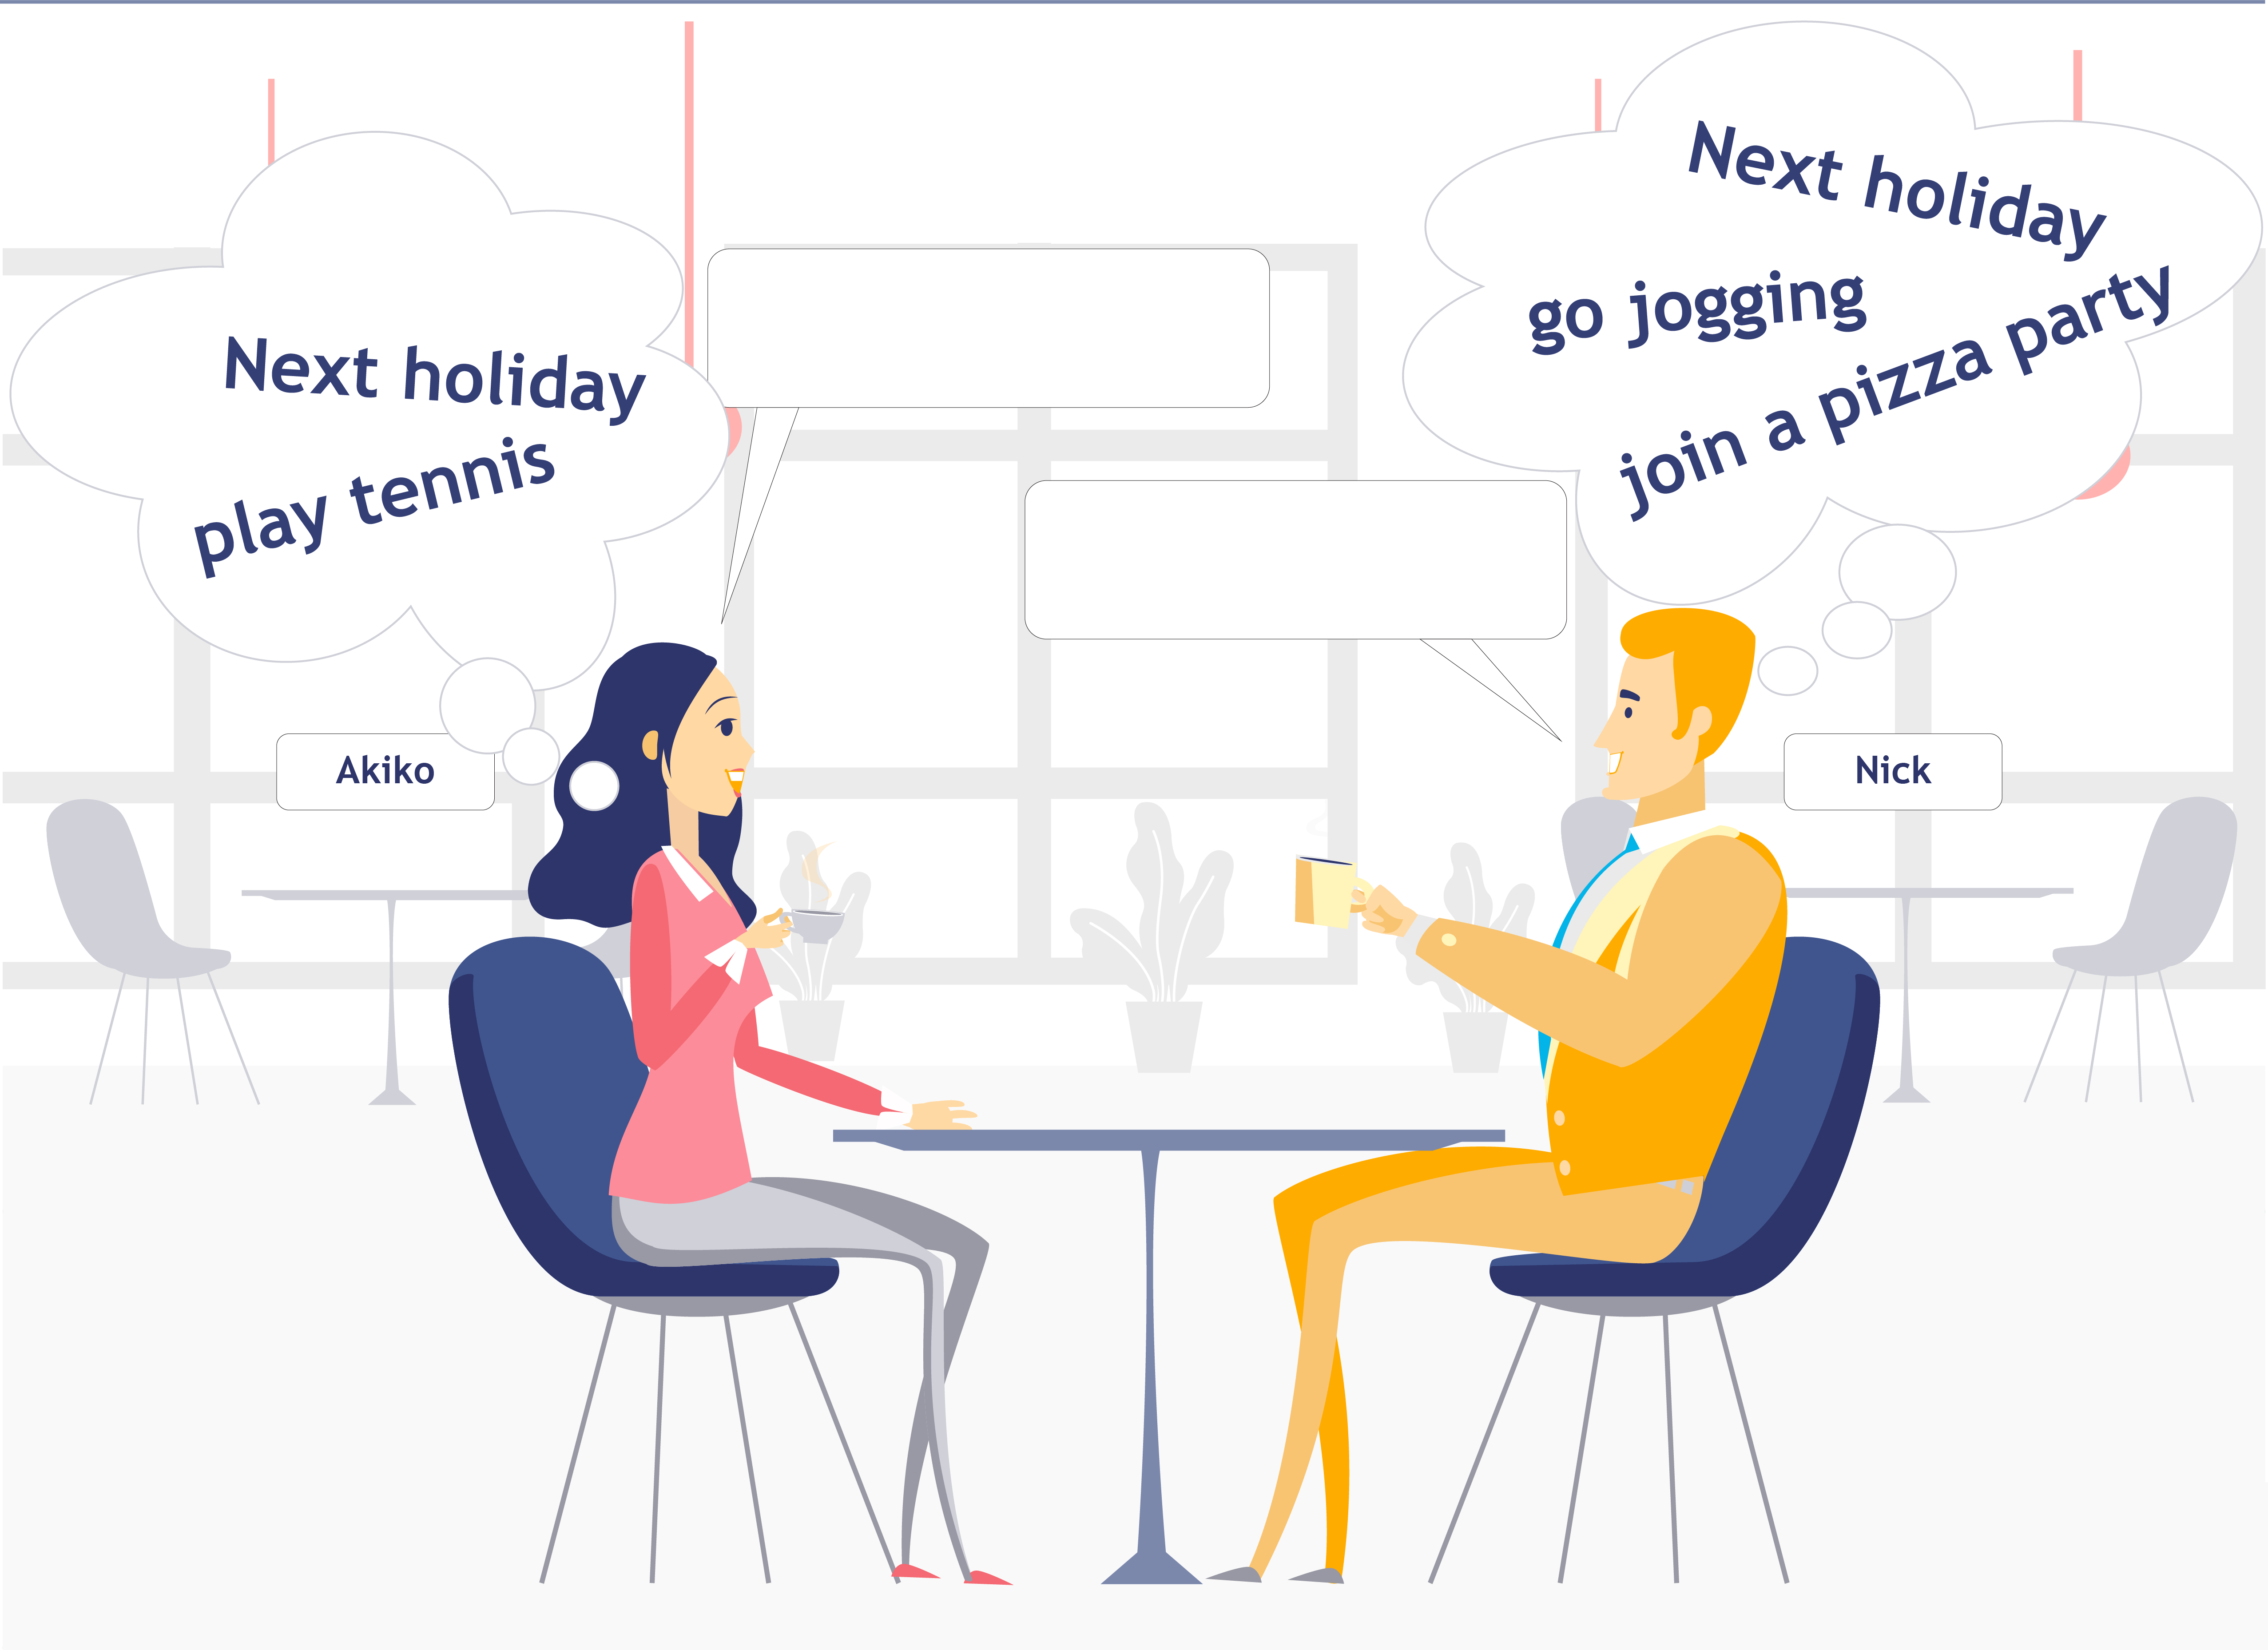 Next holiday
play tennis
Next holiday
go jogging
join a pizza party
Akiko
Nick